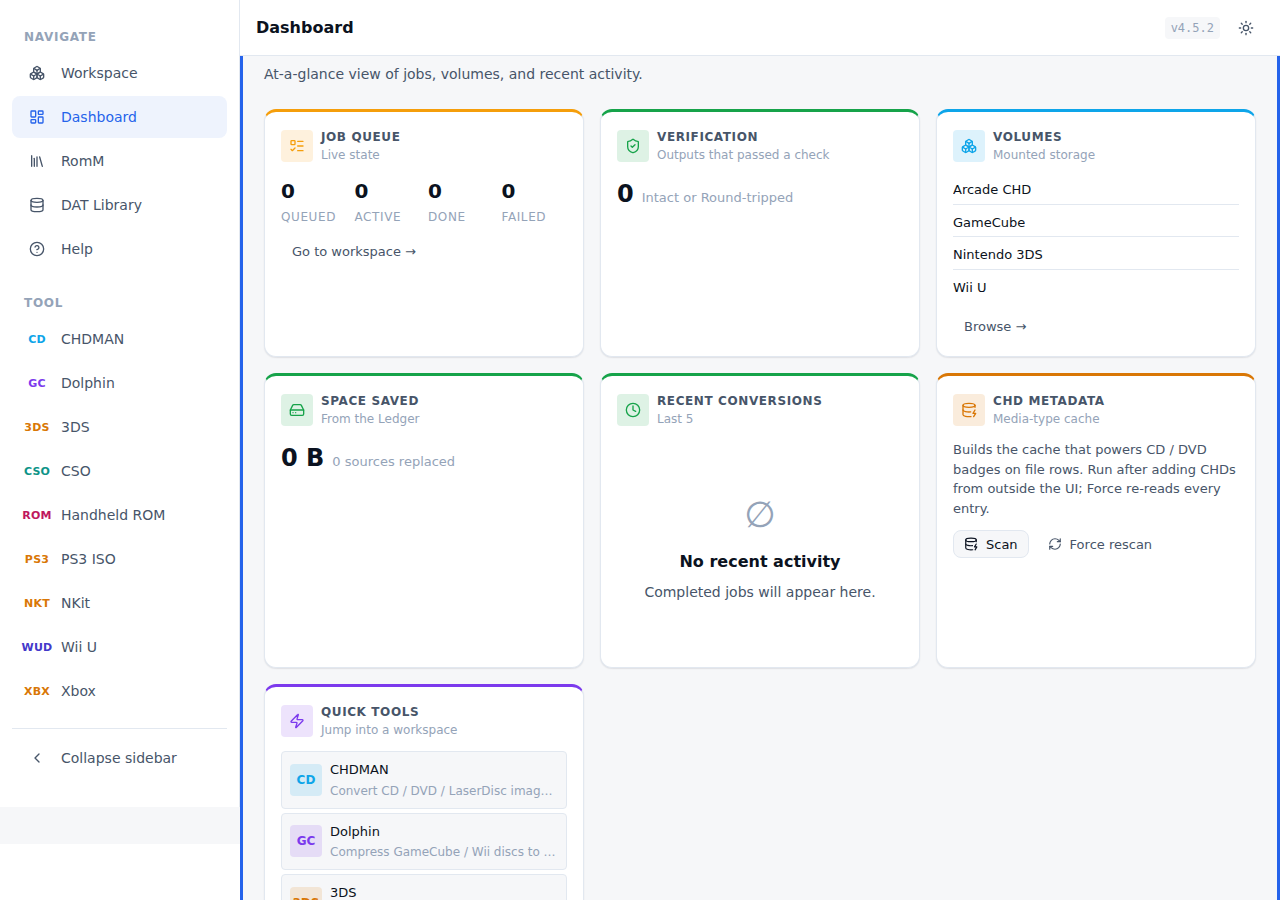 NAVIGATE
Workspace
Dashboard
RomM
DAT Library
Help
TOOL
CD CHDMAN
GC Dolphin
3DS 3DS
CSO CSO
ROM Handheld ROM
PS3 PS3 ISO
NKT NKit
WUD Wii U
XBX Xbox
Collapse sidebar
Dashboard
v4.5.2
At-a-glance view of jobs, volumes, and recent activity.
JOB QUEUE
Live state
0 0 0 0
QUEUED ACTIVE DONE FAILED
Go to workspace →
VERIFICATION
Outputs that passed a check
0 Intact or Round-tripped
VOLUMES
Mounted storage
Arcade CHD
GameCube
Nintendo 3DS
Wii U
Browse →
SPACE SAVED
From the Ledger
0 B 0 sources replaced
RECENT CONVERSIONS
Last 5
No recent activity
Completed jobs will appear here.
CHD METADATA
Media-type cache
Builds the cache that powers CD / DVD
badges on file rows. Run after adding CHDs
from outside the UI; Force re-reads every
entry.
Scan Force rescan
QUICK TOOLS
Jump into a workspace
CD CHDMAN
Convert CD / DVD / LaserDisc imag…
GC Dolphin
Compress GameCube / Wii discs to …
3DS 3DS